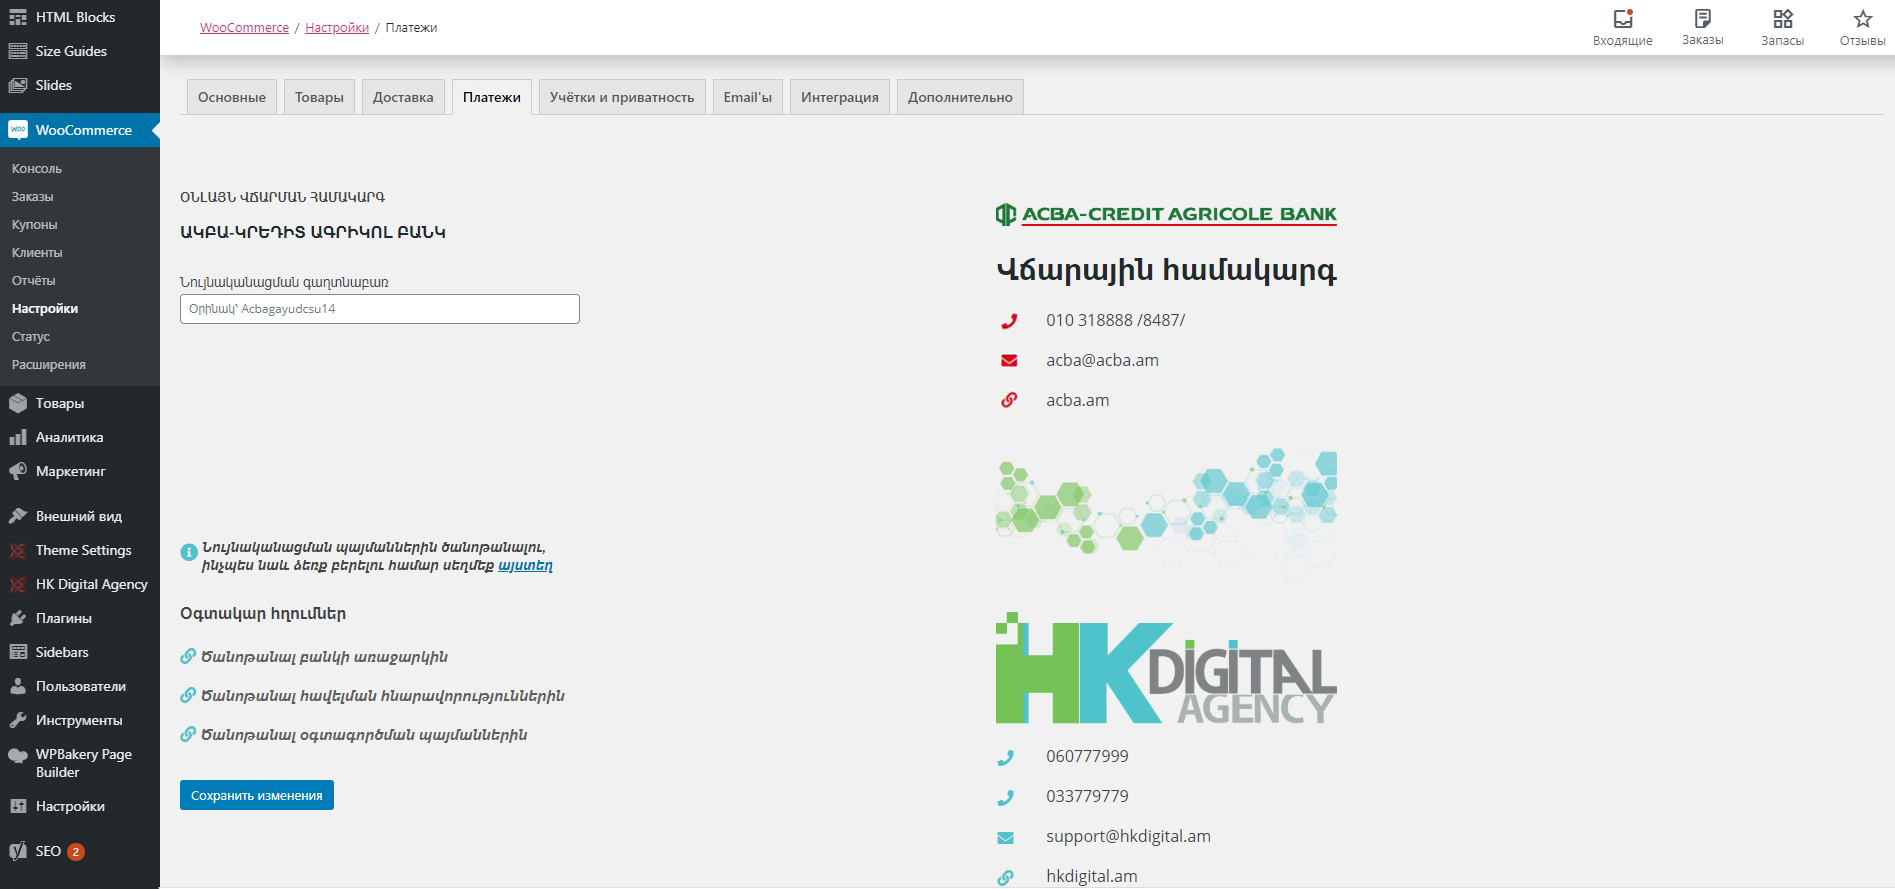 HTML Blocks
Size Guides
Slides
WooCommerce
Консоль
Заказы
Купоны
Клиенты
Отчёты
Настройки
Статус
Расширения
Товары
Аналитика
Маркетинг
Внешний вид
Theme Settings
HK Digital Agency
Плагины
Sidebars
Пользователи
Инструменты
WPBakery Page
Builder
Настройки
SEO 2
WooCommerce / Настройки / Платежи
Входящие Заказы Запасы Отзывы
Основные Товары Доставка Платежи Учётки и приватность Email'ы Интеграция Дополнительно
ՕՆԼԱՅՆ ՎՃԱՐՄԱՆ ՀԱՄԱԿԱՐԳ
ԱԿԲԱ-ԿՐԵԴԻՏ ԱԳՐԻԿՈԼ ԲԱՆԿ
Նույնականացման գաղտնաբառ
Օրինակ՝ Acbagayudcsu14
Նույնականացման պայմաններին ծանոթանալու,
ինչպես նաև ձեռք բերելու համար սեղմեք այստեղ
Օգտակար հղումներ
Ծանոթանալ բանկի առաջարկին
Ծանոթանալ հավելման հնարավորություններին
Ծանոթանալ օգտագործման պայմաններին
Сохранить изменения
ACBA-CREDIT AGRICOLE BANK
Վճարային համակարգ
010 318888 /8487/
acba@acba.am
acba.am
HK DIGITAL
AGENCY
060777999
033779779
support@hkdigital.am
hkdigital.am